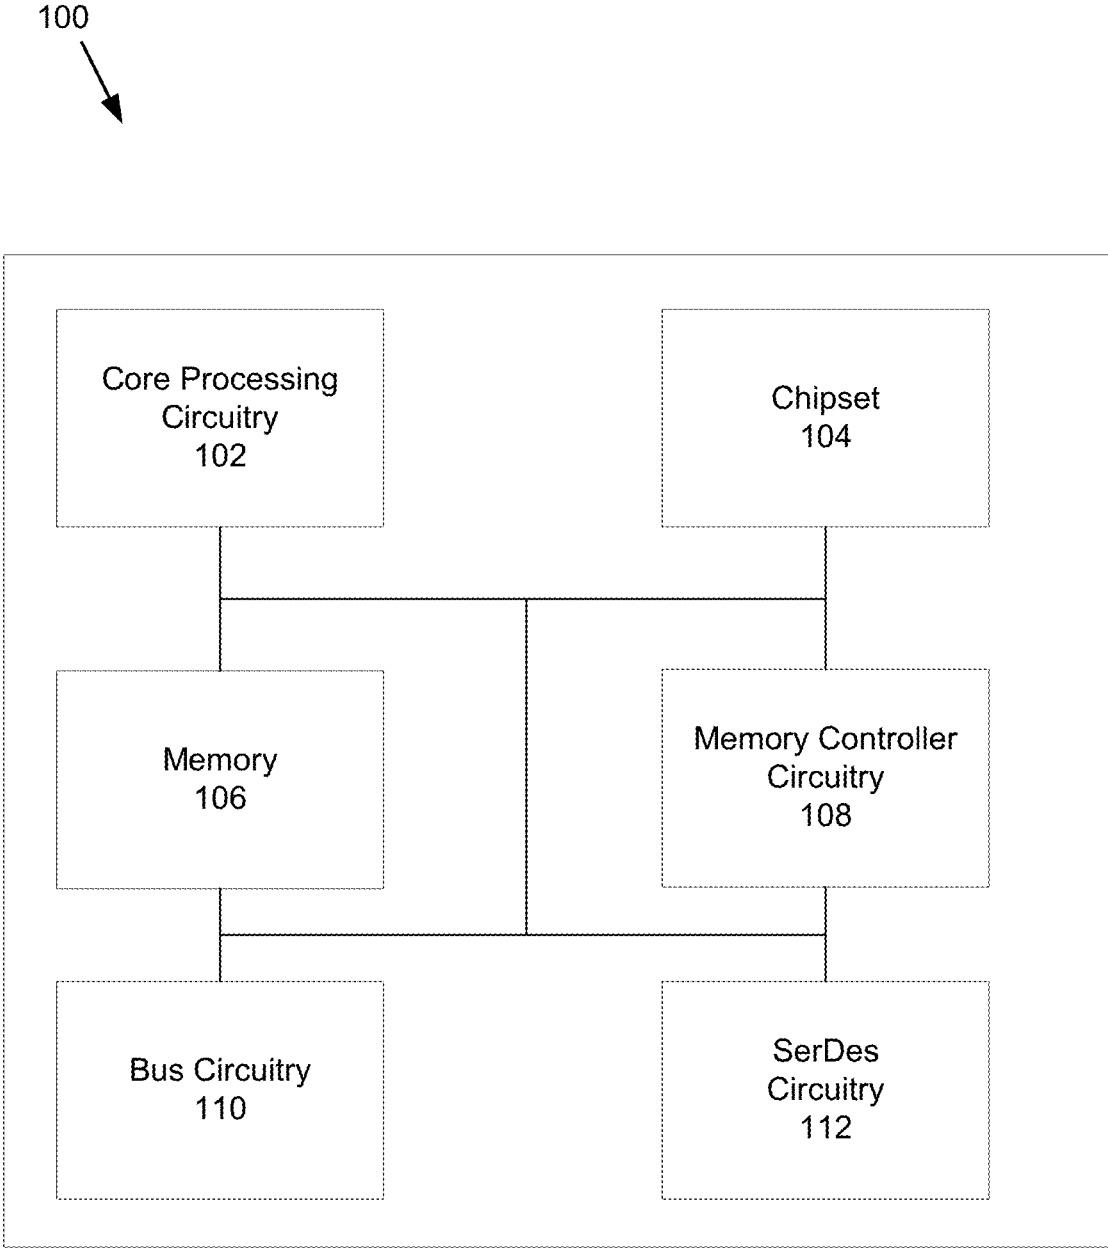 100
Core Processing
Circuitry
102
Chipset
104
Memory
106
Memory Controller
Circuitry
108
Bus Circuitry
110
SerDes
Circuitry
112